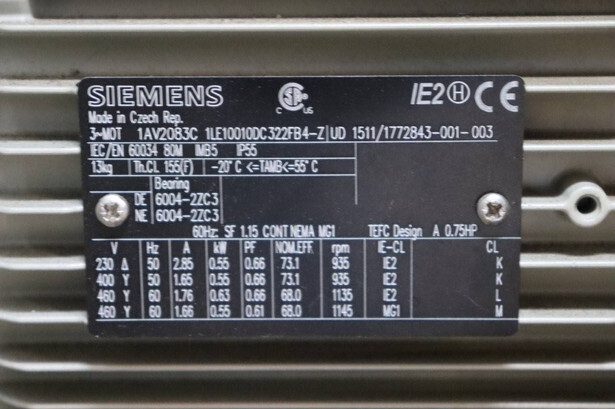 SIEMENS
CSA C US
IE2 H CE
Made in Czech Rep.
3~MOT 1AV2083C 1LE10010DC322FB4-Z UD 1511/1772843-001-003
IEC/EN 60034 80M IMB5 IP55
13kg Th.CL 155(F) -20°C <=TAMB<=55°C
Bearing
DE 6004-2ZC3
NE 6004-2ZC3
60Hz: SF 1.15 CONT NEMA MG1 TEFC Design A 0.75HP
V Hz A kW PF NOM.EFF rpm IE-CL CL
230 Δ 50 2.85 0.55 0.66 73.1 935 IE2 K
400 Y 50 1.65 0.55 0.66 73.1 935 IE2 K
460 Y 60 1.76 0.63 0.66 68.0 1135 IE2 L
460 Y 60 1.66 0.55 0.61 68.0 1145 MG1 M